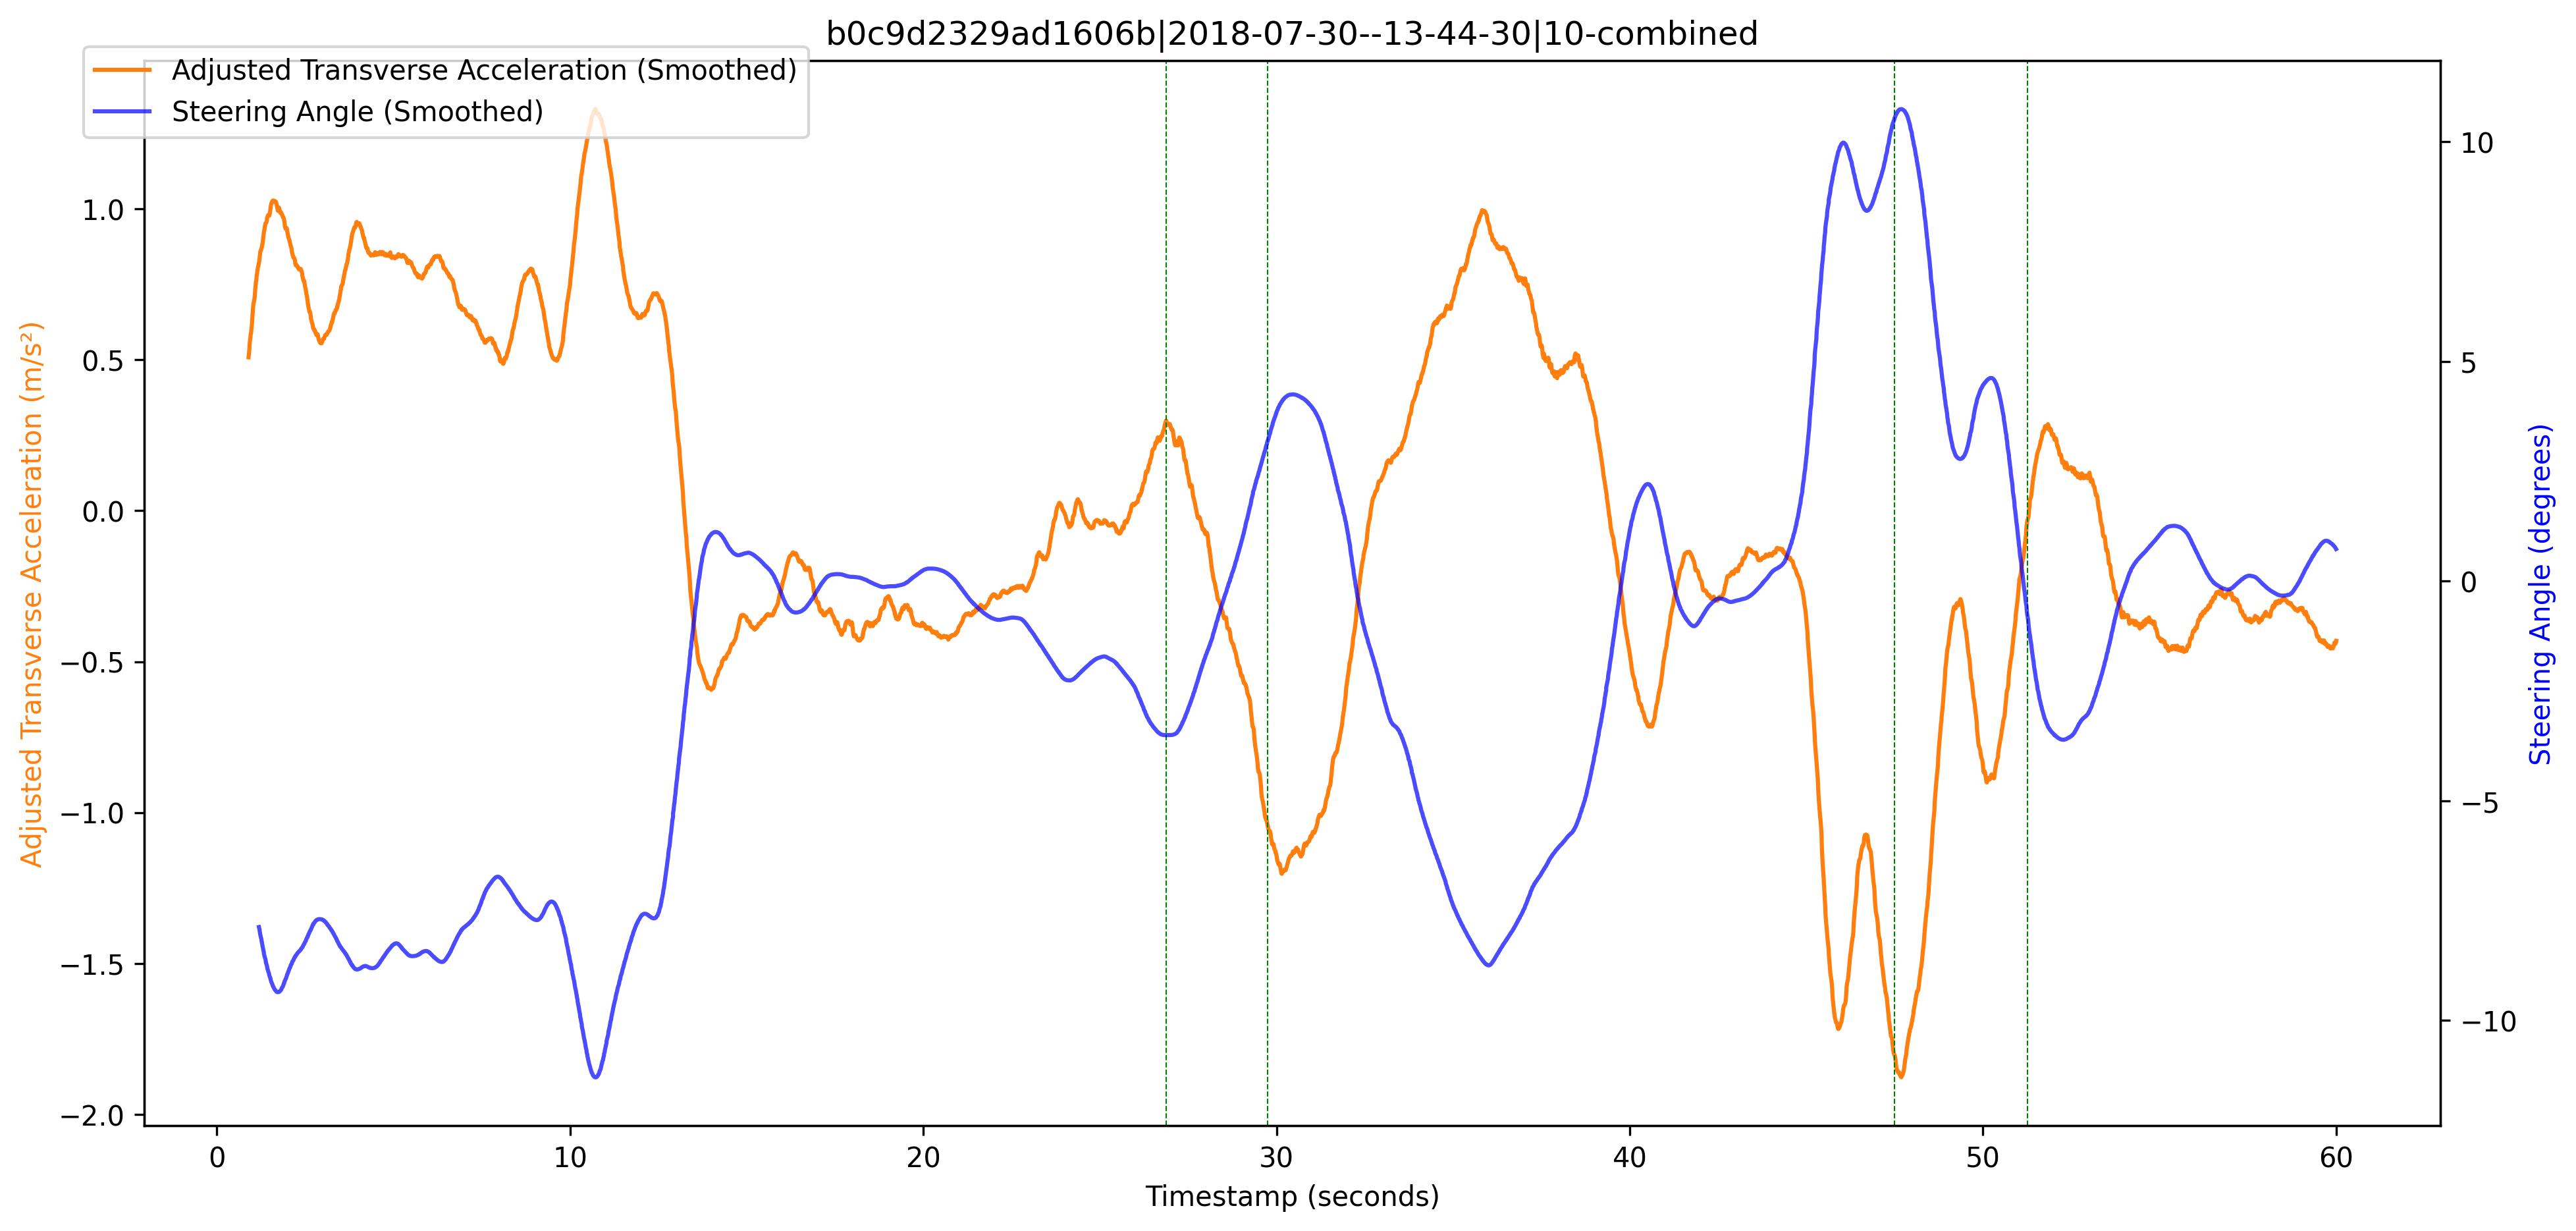 b0c9d2329ad1606b|2018-07-30--13-44-30|10-combined
Adjusted Transverse Acceleration (Smoothed)
Steering Angle (Smoothed)
Adjusted Transverse Acceleration (m/s²)
1.0
0.5
0.0
−0.5
−1.0
−1.5
−2.0
10
5
0
−5
−10
Steering Angle (degrees)
0 10 20 30 40 50 60
Timestamp (seconds)